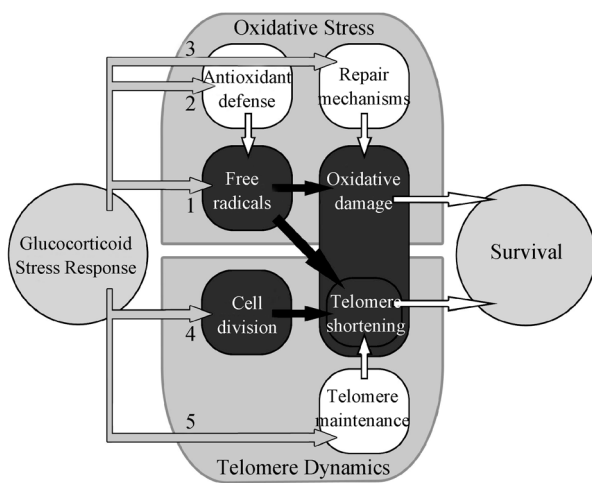 Oxidative Stress
3
Antioxidant
defense
Repair
mechanisms
2
Free
radicals
Oxidative
damage
1
Glucocorticoid
Stress Response
Survival
Cell
division
Telomere
shortening
4
Telomere
maintenance
5
Telomere Dynamics